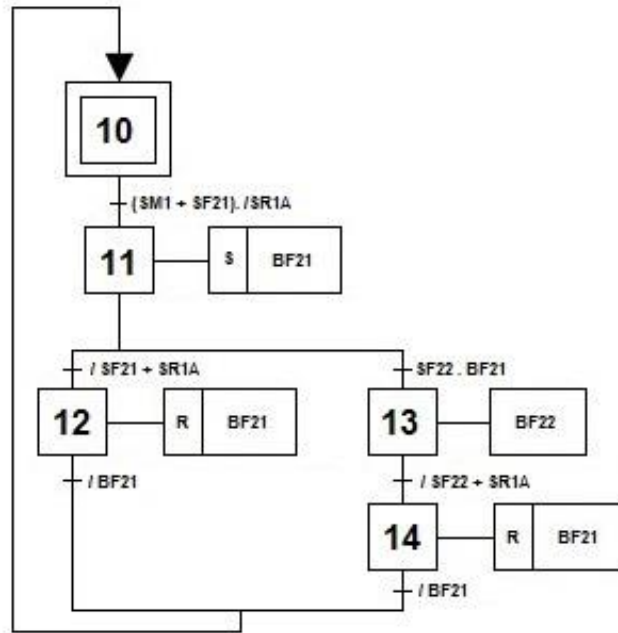 10
(SM1 + SF21). /SR1A
11 S BF21
/ SF21 + SR1A SF22 . BF21
12 R BF21 13 BF22
/ BF21 / SF22 + SR1A
14 R BF21
/ BF21